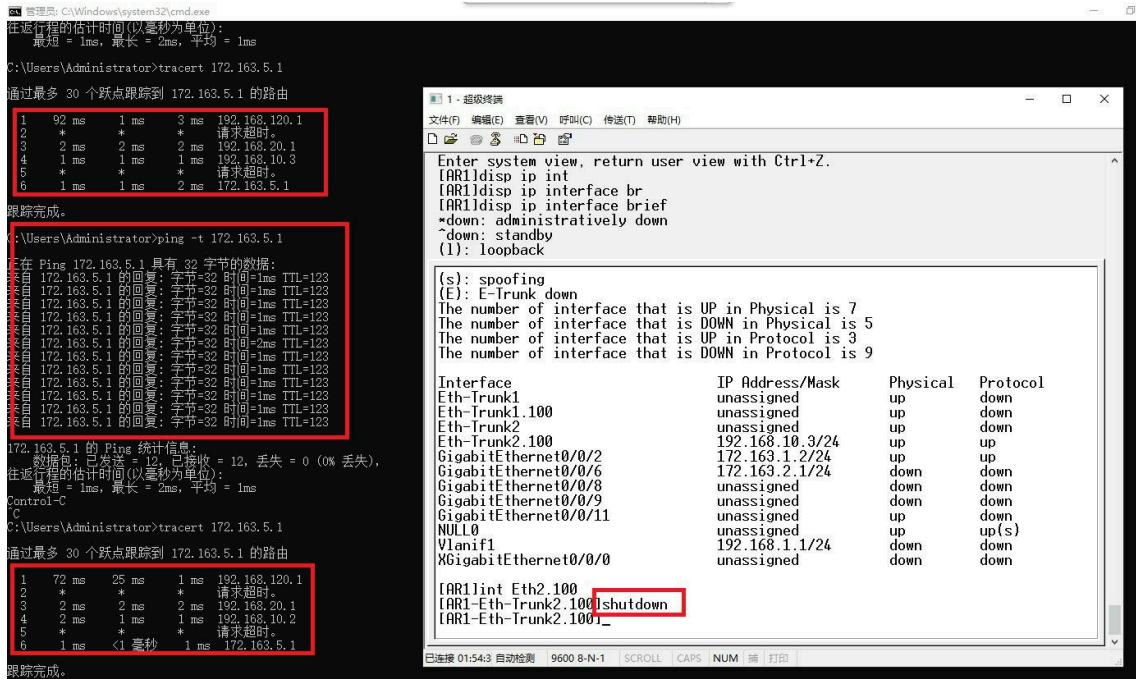 管理员: C:\Windows\system32\cmd.exe
往返行程的估计时间(以毫秒为单位):
最短 = 1ms，最长 = 2ms，平均 = 1ms
C:\Users\Administrator>tracert 172.163.5.1
通过最多 30 个跃点跟踪到 172.163.5.1 的路由
1 92 ms 1 ms 3 ms 192.168.120.1
2 * * * 请求超时。
3 2 ms 2 ms 2 ms 192.168.20.1
4 1 ms 1 ms 1 ms 192.168.10.3
5 * * * 请求超时。
6 1 ms 1 ms 2 ms 172.163.5.1
跟踪完成。
C:\Users\Administrator>ping -t 172.163.5.1
正在 Ping 172.163.5.1 具有 32 字节的数据:
来自 172.163.5.1 的回复: 字节=32 时间=1ms TTL=123
来自 172.163.5.1 的回复: 字节=32 时间=1ms TTL=123
来自 172.163.5.1 的回复: 字节=32 时间=1ms TTL=123
来自 172.163.5.1 的回复: 字节=32 时间=1ms TTL=123
来自 172.163.5.1 的回复: 字节=32 时间=2ms TTL=123
来自 172.163.5.1 的回复: 字节=32 时间=1ms TTL=123
来自 172.163.5.1 的回复: 字节=32 时间=1ms TTL=123
来自 172.163.5.1 的回复: 字节=32 时间=1ms TTL=123
来自 172.163.5.1 的回复: 字节=32 时间=1ms TTL=123
来自 172.163.5.1 的回复: 字节=32 时间=1ms TTL=123
来自 172.163.5.1 的回复: 字节=32 时间=1ms TTL=123
来自 172.163.5.1 的回复: 字节=32 时间=1ms TTL=123
172.163.5.1 的 Ping 统计信息:
数据包: 已发送 = 12，已接收 = 12，丢失 = 0 (0% 丢失)，
往返行程的估计时间(以毫秒为单位):
最短 = 1ms，最长 = 2ms，平均 = 1ms
Control-C
^C
C:\Users\Administrator>tracert 172.163.5.1
通过最多 30 个跃点跟踪到 172.163.5.1 的路由
1 72 ms 25 ms 1 ms 192.168.120.1
2 * * * 请求超时。
3 2 ms 2 ms 2 ms 192.168.20.1
4 2 ms 1 ms 1 ms 192.168.10.2
5 * * * 请求超时。
6 1 ms <1 毫秒 1 ms 172.163.5.1
跟踪完成。
1 - 超级终端
文件(F) 编辑(E) 查看(V) 呼叫(C) 传送(T) 帮助(H)
Enter system view, return user view with Ctrl+Z.
[AR1]disp ip int
[AR1]disp ip interface br
[AR1]disp ip interface brief
*down: administratively down
^down: standby
(l): loopback
(s): spoofing
(E): E-Trunk down
The number of interface that is UP in Physical is 7
The number of interface that is DOWN in Physical is 5
The number of interface that is UP in Protocol is 3
The number of interface that is DOWN in Protocol is 9
Interface IP Address/Mask Physical Protocol
Eth-Trunk1 unassigned up down
Eth-Trunk1.100 unassigned up down
Eth-Trunk2 unassigned up down
Eth-Trunk2.100 192.168.10.3/24 up up
GigabitEthernet0/0/2 172.163.1.2/24 up up
GigabitEthernet0/0/6 172.163.2.1/24 down down
GigabitEthernet0/0/8 unassigned down down
GigabitEthernet0/0/9 unassigned down down
GigabitEthernet0/0/11 unassigned up down
NULL0 unassigned up up(s)
Vlanif1 192.168.1.1/24 down down
XGigabitEthernet0/0/0 unassigned down down
[AR1]int Eth2.100
[AR1-Eth-Trunk2.100]shutdown
[AR1-Eth-Trunk2.100]_
已连接 01:54:3 自动检测 9600 8-N-1 SCROLL CAPS NUM 捕 打印